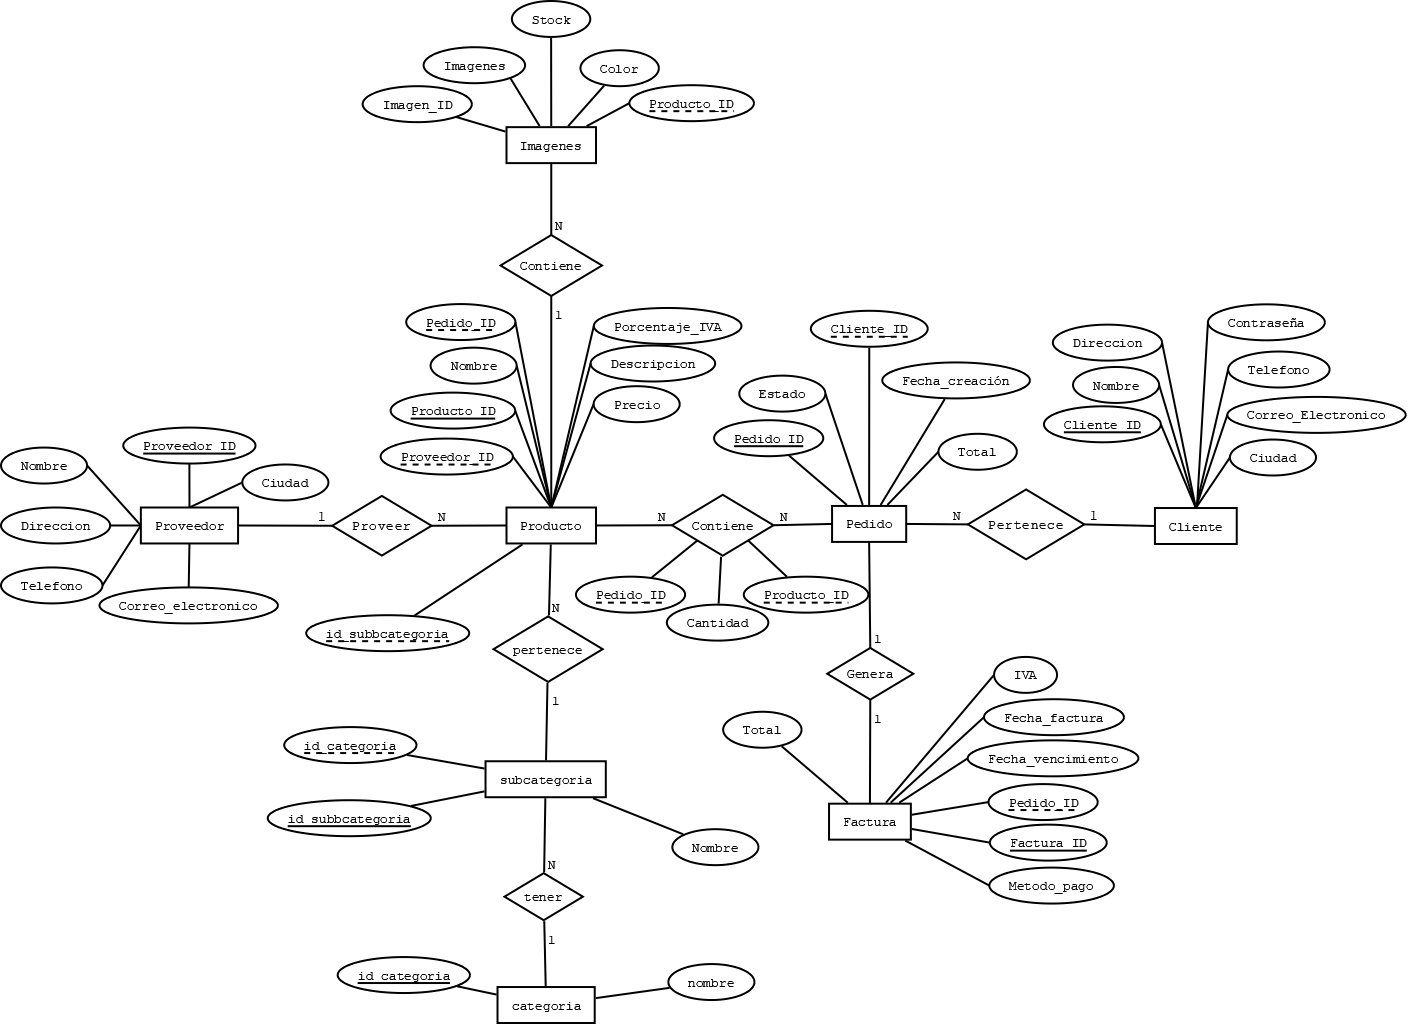 Stock
Imagenes
Color
Imagen_ID
Producto_ID
Imagenes
N
Contiene
1
Pedido_ID
Porcentaje_IVA
Nombre
Descripcion
Producto_ID
Precio
Proveedor_ID
Cliente_ID
Fecha_creación
Estado
Pedido_ID
Total
Contraseña
Direccion
Telefono
Nombre
Correo_Electronico
Cliente_ID
Ciudad
Proveedor_ID
Nombre
Ciudad
Direccion
Proveedor
1
Proveer
N
Producto
N
Contiene
N
Pedido
N
Pertenece
1
Cliente
Telefono
Correo_electronico
Pedido_ID
Cantidad
Producto_ID
id_subbcategoria
N
pertenece
1
1
Genera
1
IVA
Total
Fecha_factura
Fecha_vencimiento
Pedido_ID
Factura
Factura_ID
Metodo_pago
id_categoria
subcategoria
id_subbcategoria
Nombre
N
tener
1
id_categoria
nombre
categoria